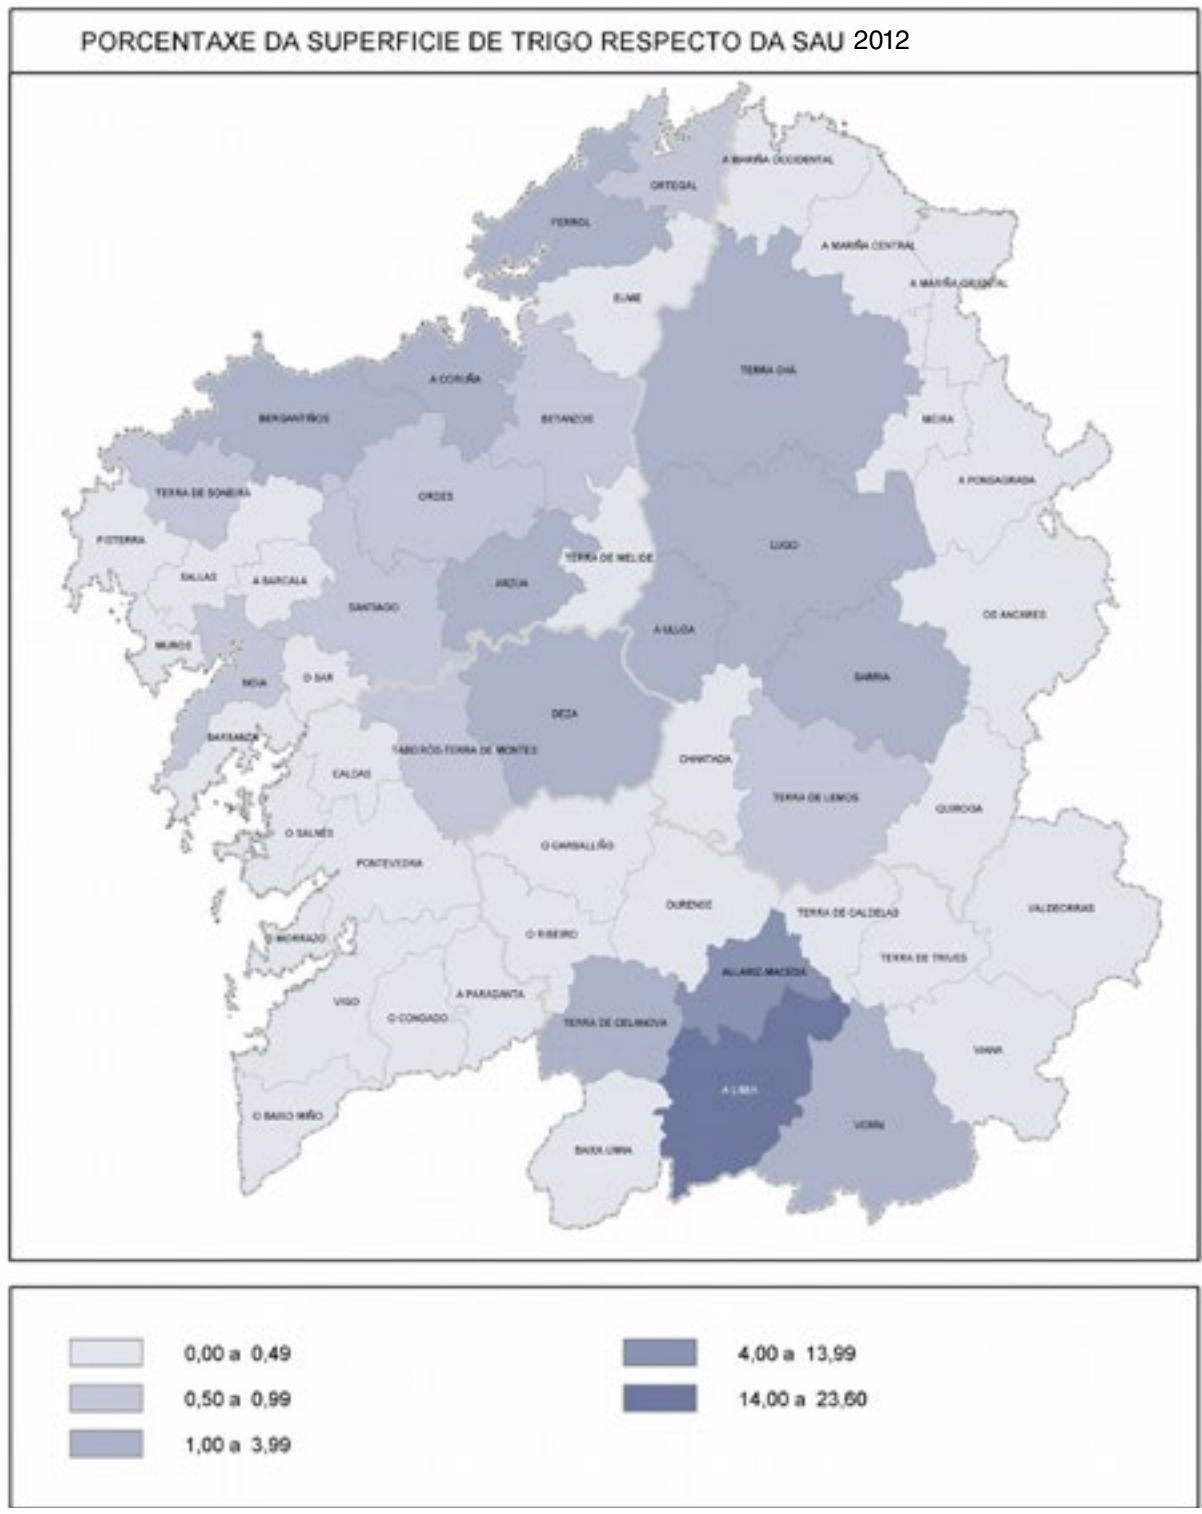 PORCENTAXE DA SUPERFICIE DE TRIGO RESPECTO DA SAU 2012
A MARIÑA OCCIDENTAL
ORTEGAL
FERROL
A MARIÑA CENTRAL
A MARIÑA ORIENTAL
EUME
TERRA CHÁ
A CORUÑA
BERGANTIÑOS
BETANZOS
MEIRA
A FONSAGRADA
TERRA DE SONEIRA
ORDES
FISTERRA
LUGO
TERRA DE MELIDE
XALLAS
A BARCALA
ARZÚA
SANTIAGO
OS ANCARES
A ULLOA
MUROS
O SAR
NOIA
SARRIA
DEZA
BARBANZA
TABEIRÓS-TERRA DE MONTES
CHANTADA
CALDAS
TERRA DE LEMOS
QUIROGA
O SALNÉS
O CARBALLIÑO
PONTEVEDRA
OURENSE
TERRA DE CALDELAS
VALDEORRAS
O MORRAZO
O RIBEIRO
TERRA DE TRIVES
ALLARIZ-MACEDA
A PARADANTA
VIGO
O CONDADO
TERRA DE CELANOVA
VIANA
A LIMIA
O BAIXO MIÑO
VERÍN
BAIXA LIMIA
0,00 a 0,49
4,00 a 13,99
0,50 a 0,99
14,00 a 23,60
1,00 a 3,99